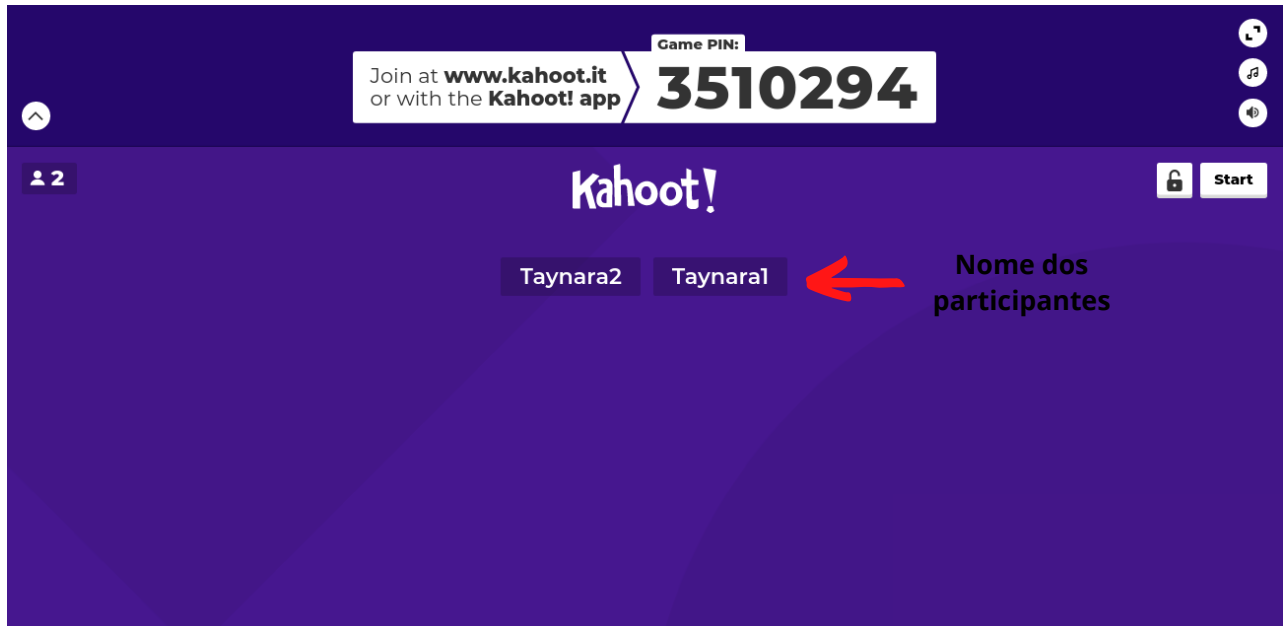 Game PIN:
Join at www.kahoot.it
or with the Kahoot! app
3510294
2
Kahoot!
Start
Taynara2
Taynara1
Nome dos
participantes